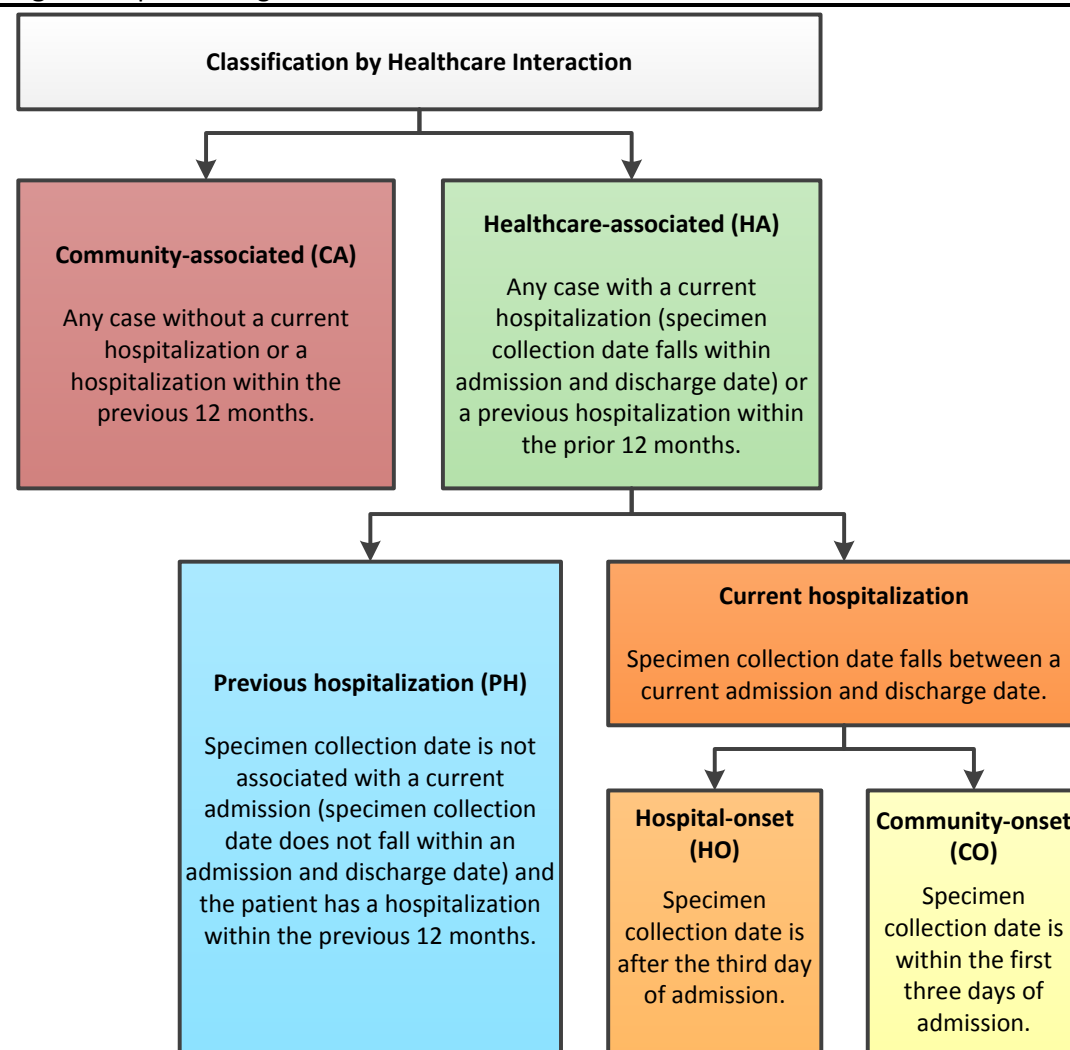 Classification by Healthcare Interaction
Community-associated (CA)
Any case without a current
hospitalization or a
hospitalization within the
previous 12 months.
Healthcare-associated (HA)
Any case with a current
hospitalization (specimen
collection date falls within
admission and discharge date) or
a previous hospitalization within
the prior 12 months.
Previous hospitalization (PH)
Specimen collection date is not
associated with a current
admission (specimen collection
date does not fall within an
admission and discharge date) and
the patient has a hospitalization
within the previous 12 months.
Current hospitalization
Specimen collection date falls between a
current admission and discharge date.
Hospital-onset
(HO)
Specimen
collection date is
after the third day
of admission.
Community-onset
(CO)
Specimen
collection date is
within the first
three days of
admission.